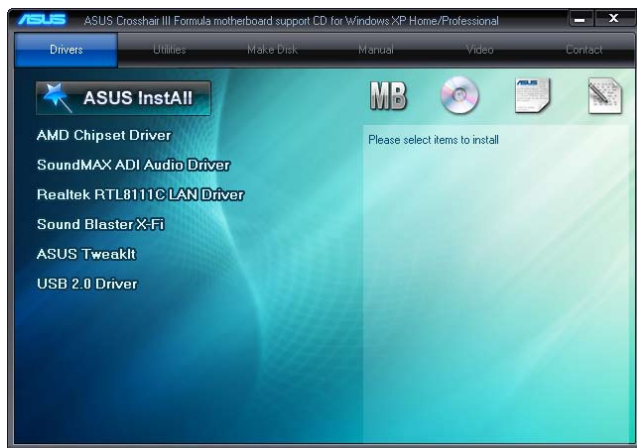 ASUS ASUS Crosshair III Formula motherboard support CD for Windows XP Home/Professional
Drivers Utilities Make Disk Manual Video Contact
ASUS InstAll
MB
Please select items to install
AMD Chipset Driver
SoundMAX ADI Audio Driver
Realtek RTL8111C LAN Driver
Sound Blaster X-Fi
ASUS TweakIt
USB 2.0 Driver